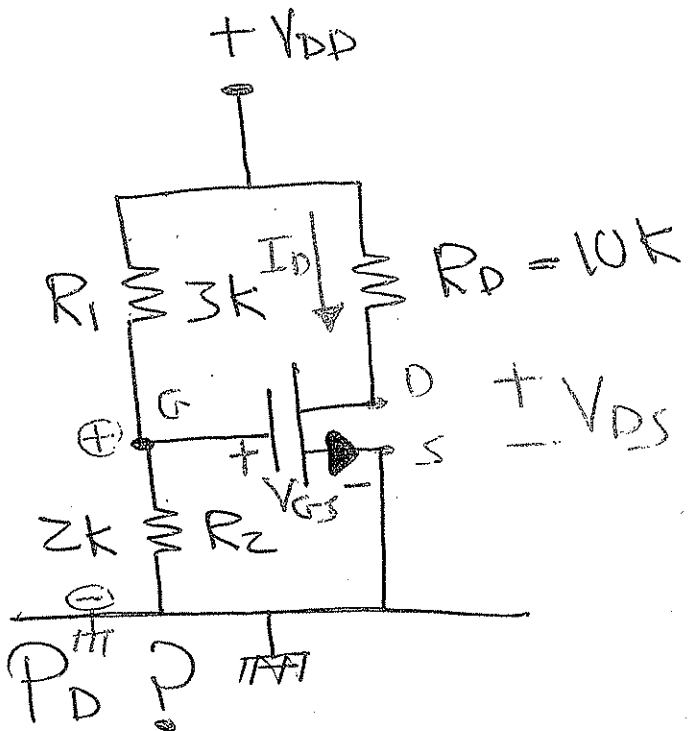 + VDD
R1 3K ID RD = 10K
G D + VDS
+ + S -
VGS -
2K R2
-
PD ?